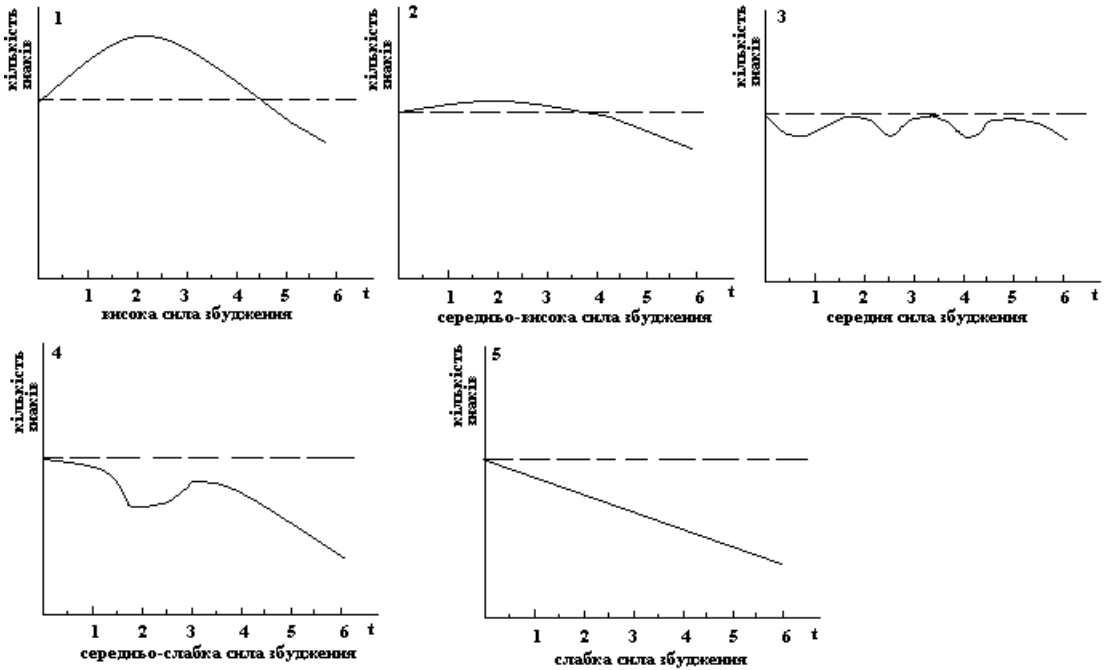 1
кількість
знаків
1 2 3 4 5 6 t
висока сила збудження
2
кількість
знаків
1 2 3 4 5 6 t
середньо-висока сила збудження
3
кількість
знаків
1 2 3 4 5 6 t
середня сила збудження
4
кількість
знаків
1 2 3 4 5 6 t
середньо-слабка сила збудження
5
кількість
знаків
1 2 3 4 5 6 t
слабка сила збудження